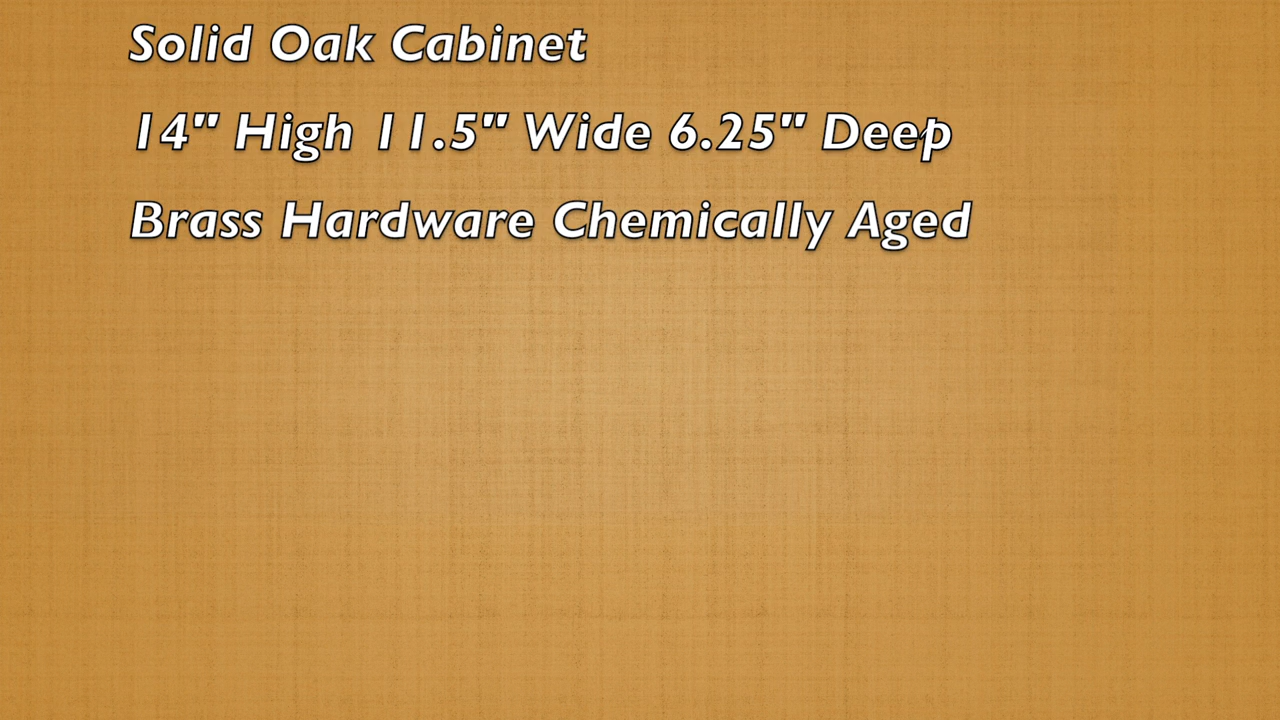 Solid Oak Cabinet
14" High 11.5" Wide 6.25" Deep
Brass Hardware Chemically Aged